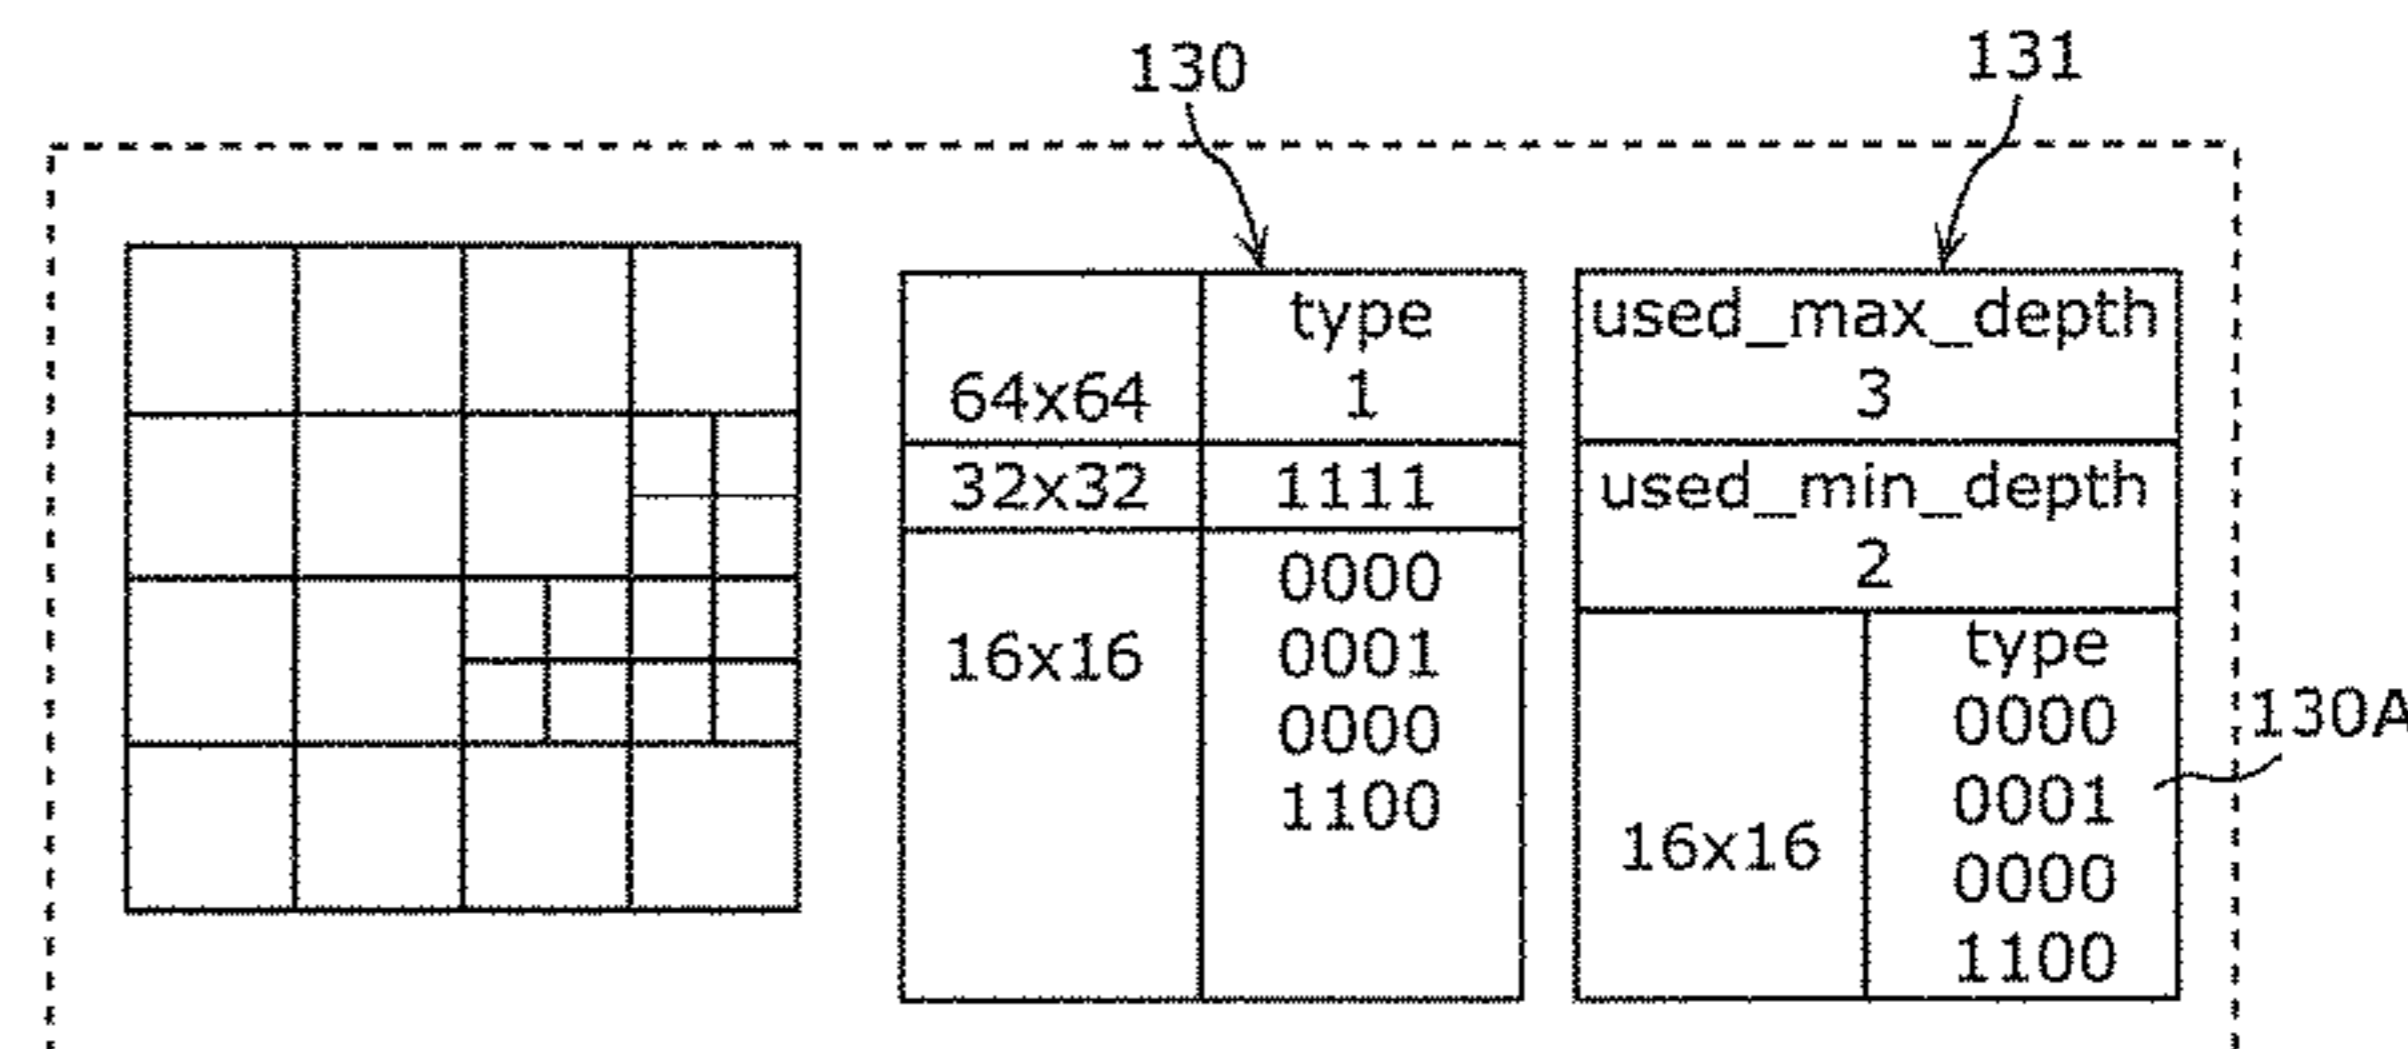 130
131
type
64x64 1
32x32 1111
0000
16x16 0001
0000
1100
used_max_depth
3
used_min_depth
2
type
0000
0001
16x16
0000
1100
130A